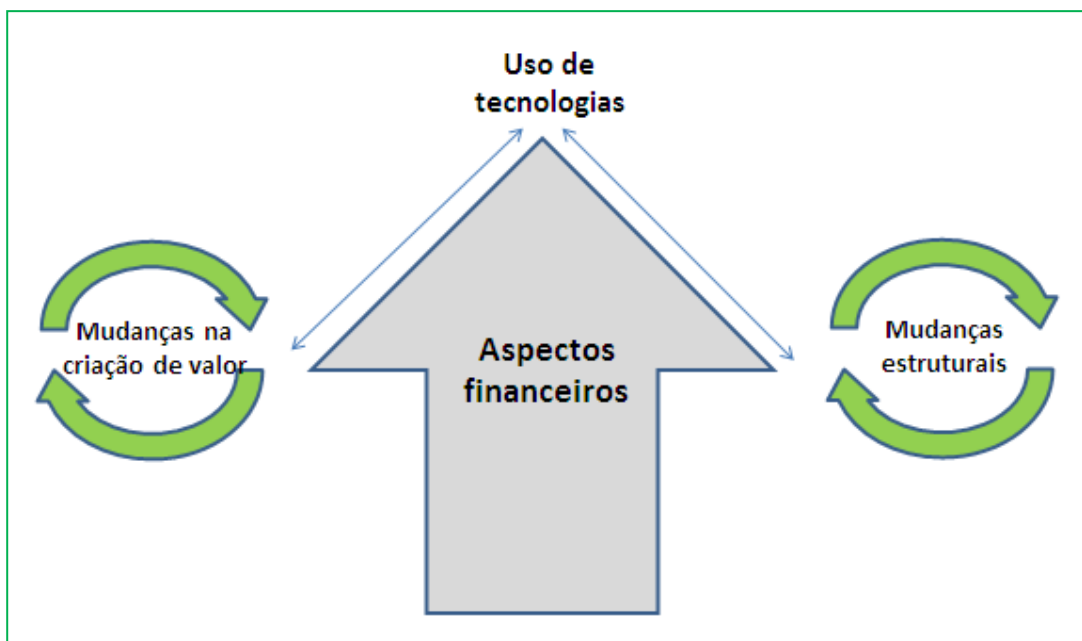 Uso de
tecnologias
Mudanças na
criação de valor
Aspectos
financeiros
Mudanças
estruturais